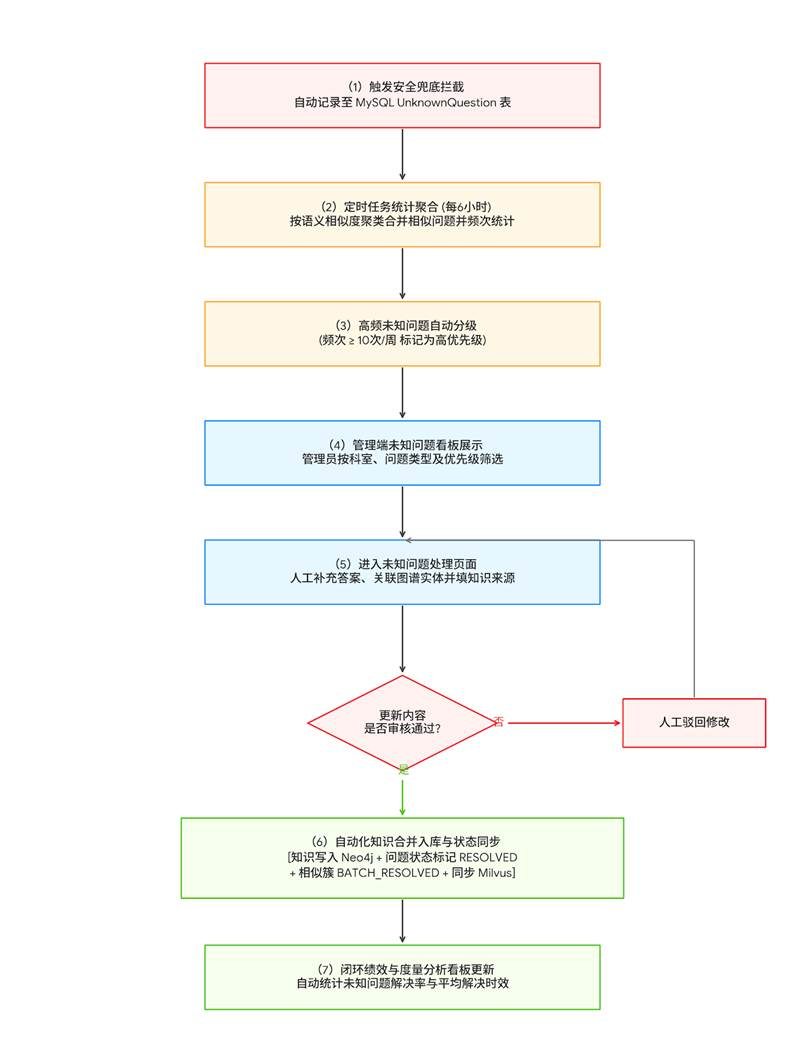 （1）触发安全兜底拦截
自动记录至 MySQL UnknownQuestion 表
（2）定时任务统计聚合 (每6小时)
按语义相似度聚类合并相似问题并频次统计
（3）高频未知问题自动分级
(频次 ≥ 10次/周 标记为高优先级)
（4）管理端未知问题看板展示
管理员按科室、问题类型及优先级筛选
（5）进入未知问题处理页面
人工补充答案、关联图谱实体并填知识来源
更新内容
是否审核通过?
否
人工驳回修改
是
（6）自动化知识合并入库与状态同步
[知识写入 Neo4j + 问题状态标记 RESOLVED
+ 相似簇 BATCH_RESOLVED + 同步 Milvus]
（7）闭环绩效与度量分析看板更新
自动统计未知问题解决率与平均解决时效